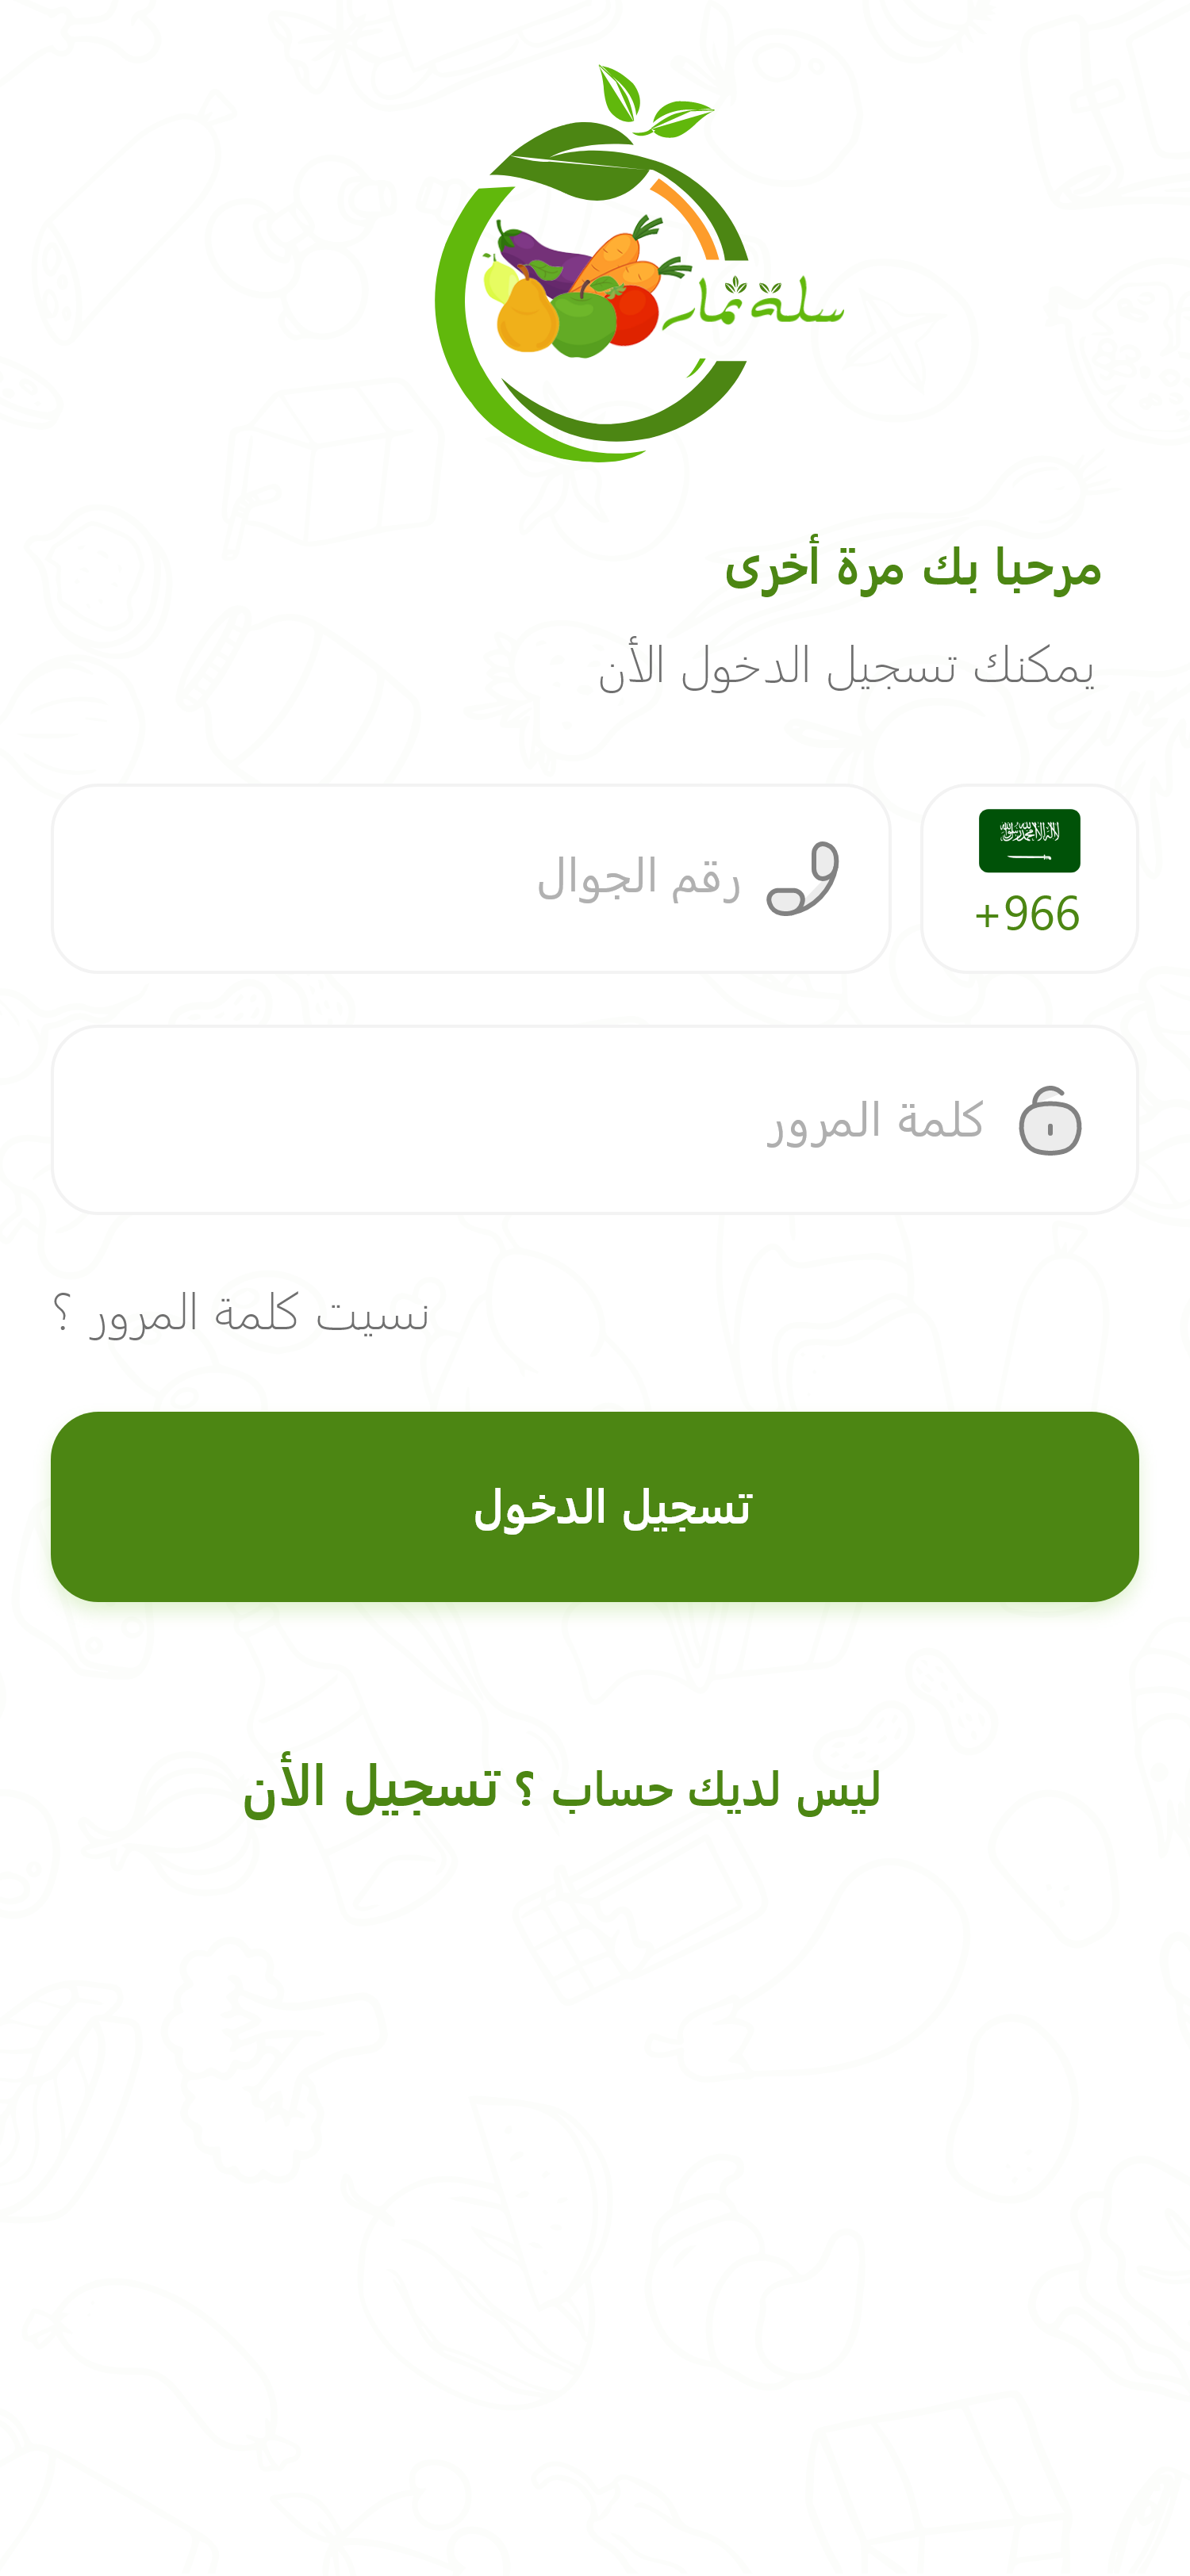 سلة ثمار
مرحبا بك مرة أخرى
يمكنك تسجيل الدخول الأن
+966
رقم الجوال
كلمة المرور
نسيت كلمة المرور ؟
تسجيل الدخول
ليس لديك حساب ؟ تسجيل الأن